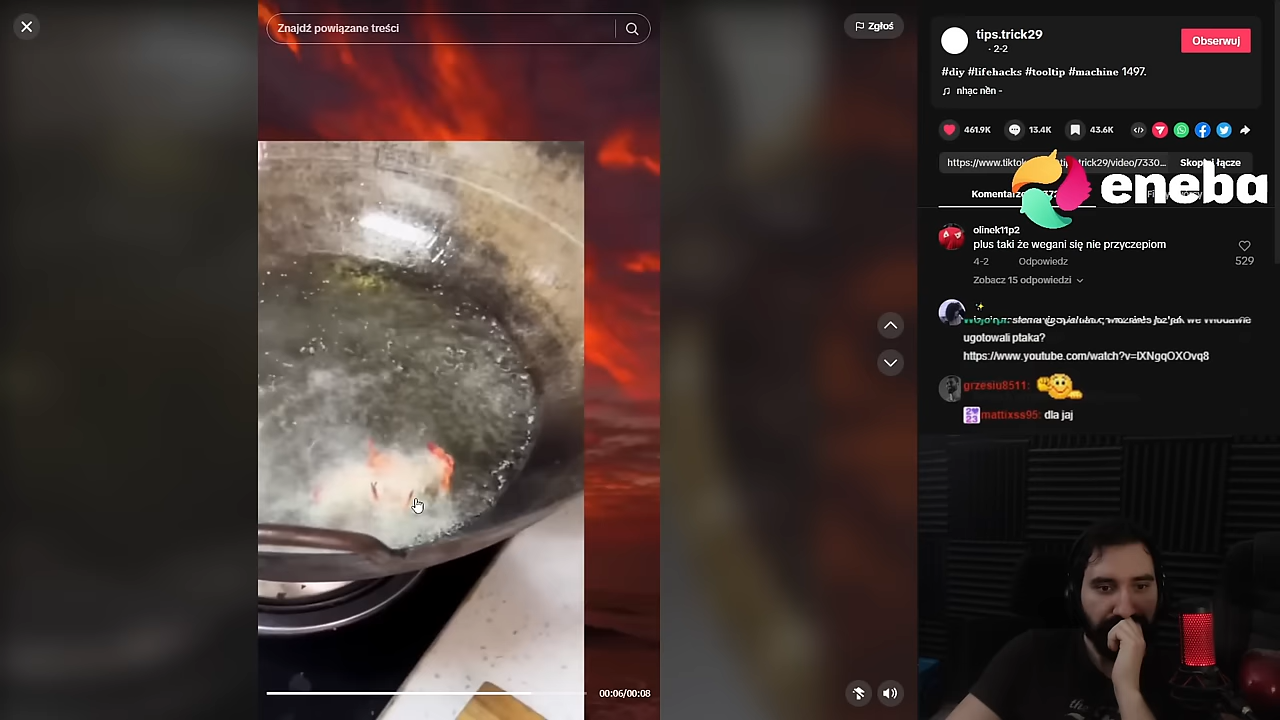 Znajdź powiązane treści
Zgłoś
tips.trick29
· 2-2
Obserwuj
#diy #lifehacks #tooltip #machine 1497.
nhạc nền -
461.9K
13.4K
43.6K
Skopiuj łącze
eneba
olinek11p2
plus taki że wegani się nie przyczepiom
4-2 Odpowiedz
529
Zobacz 15 odpowiedzi
ugotowali ptaka?
https://www.youtube.com/watch?v=lXNgqOXOvq8
grzesiu8511:
mattixss95: dla jaj
00:06/00:08